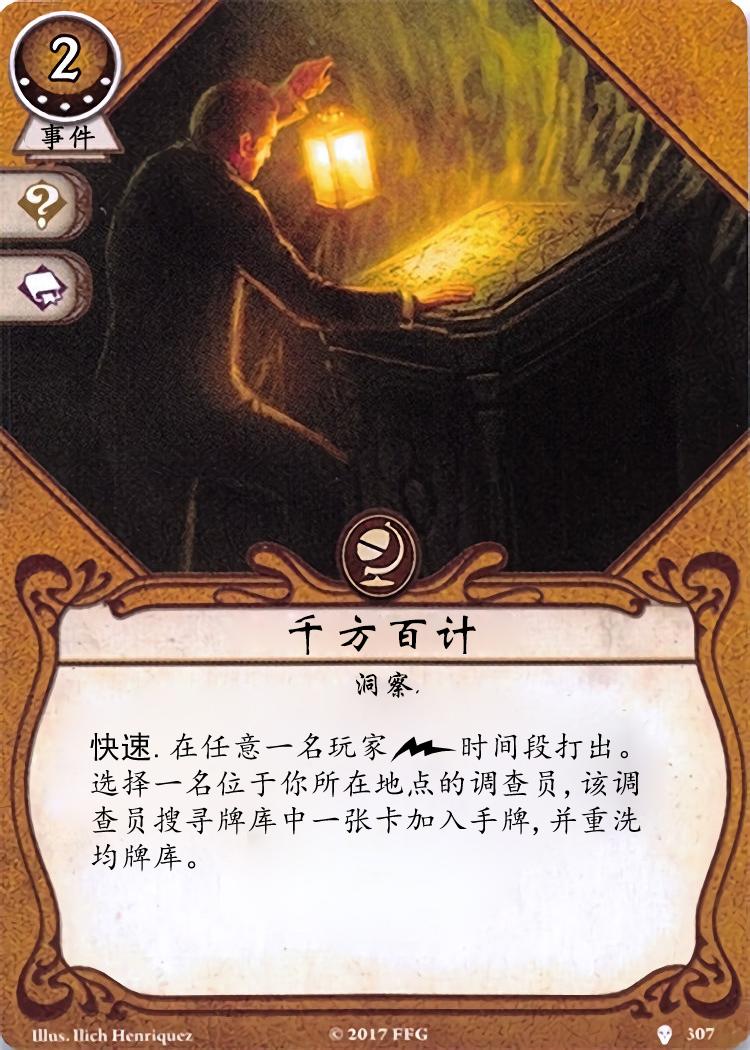 2
事件
千方百计
洞察.
快速. 在任意一名玩家时间段打出。
选择一名位于你所在地点的调查员,该调
查员搜寻牌库中一张卡加入手牌,并重洗
均牌库。
Illus. Ilich Henriquez © 2017 FFG 307